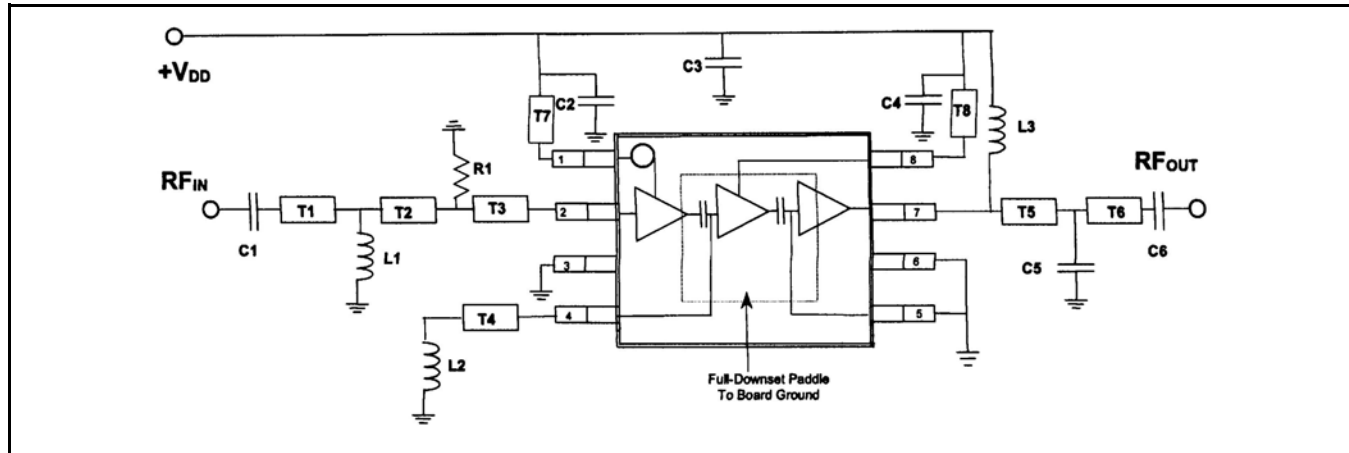 +VDD
C3
C2
C4
T7
T8
L3
R1
1
8
RFIN
RFOUT
T1
T2
T3
2
7
T5
T6
C1
L1
C5
C6
3
6
T4
4
5
L2
Full-Downset Paddle
To Board Ground